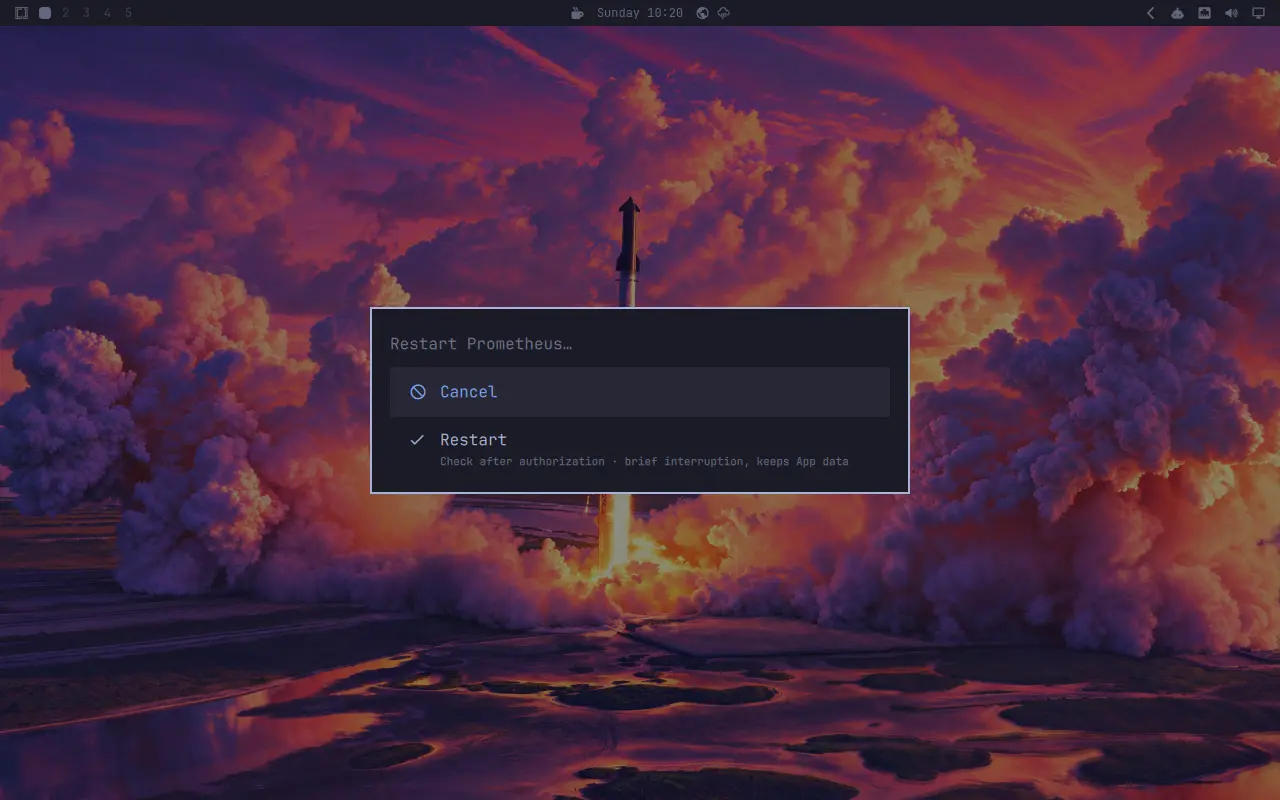 2 3 4 5
Sunday 10:20
Restart Prometheus…
Cancel
Restart
Check after authorization · brief interruption, keeps App data